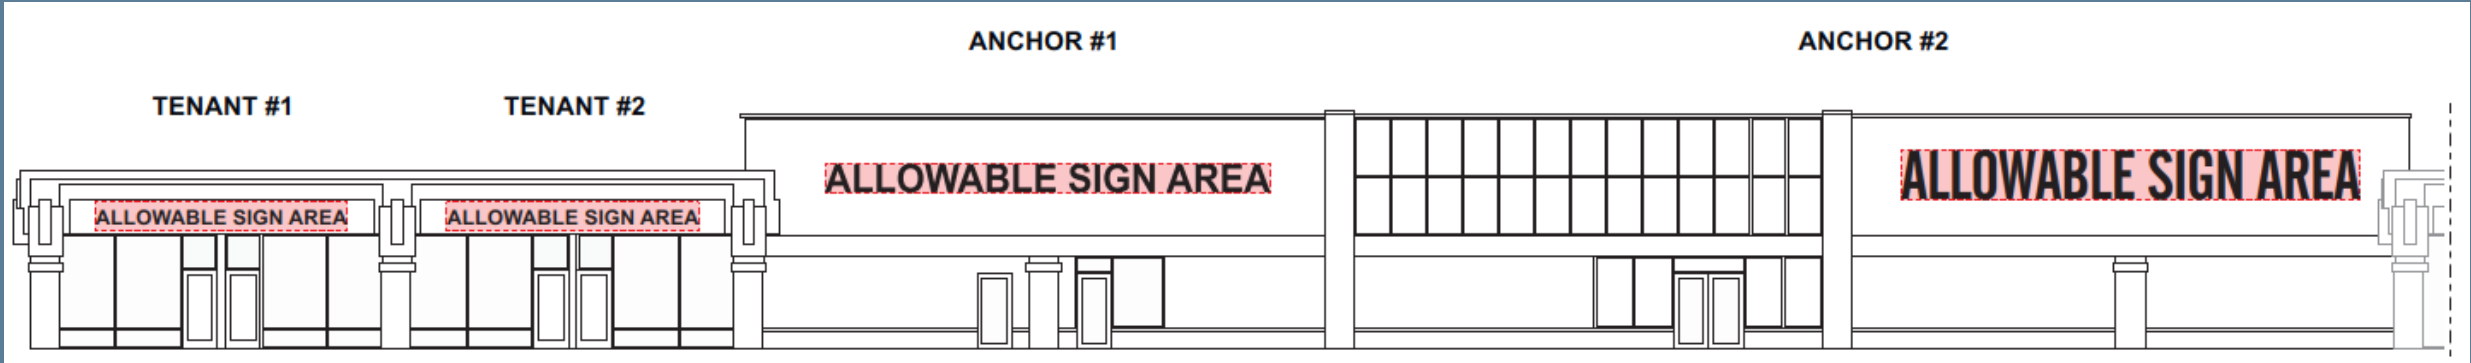 ANCHOR #1
ANCHOR #2
TENANT #1
TENANT #2
ALLOWABLE SIGN AREA
ALLOWABLE SIGN AREA
ALLOWABLE SIGN AREA
ALLOWABLE SIGN AREA